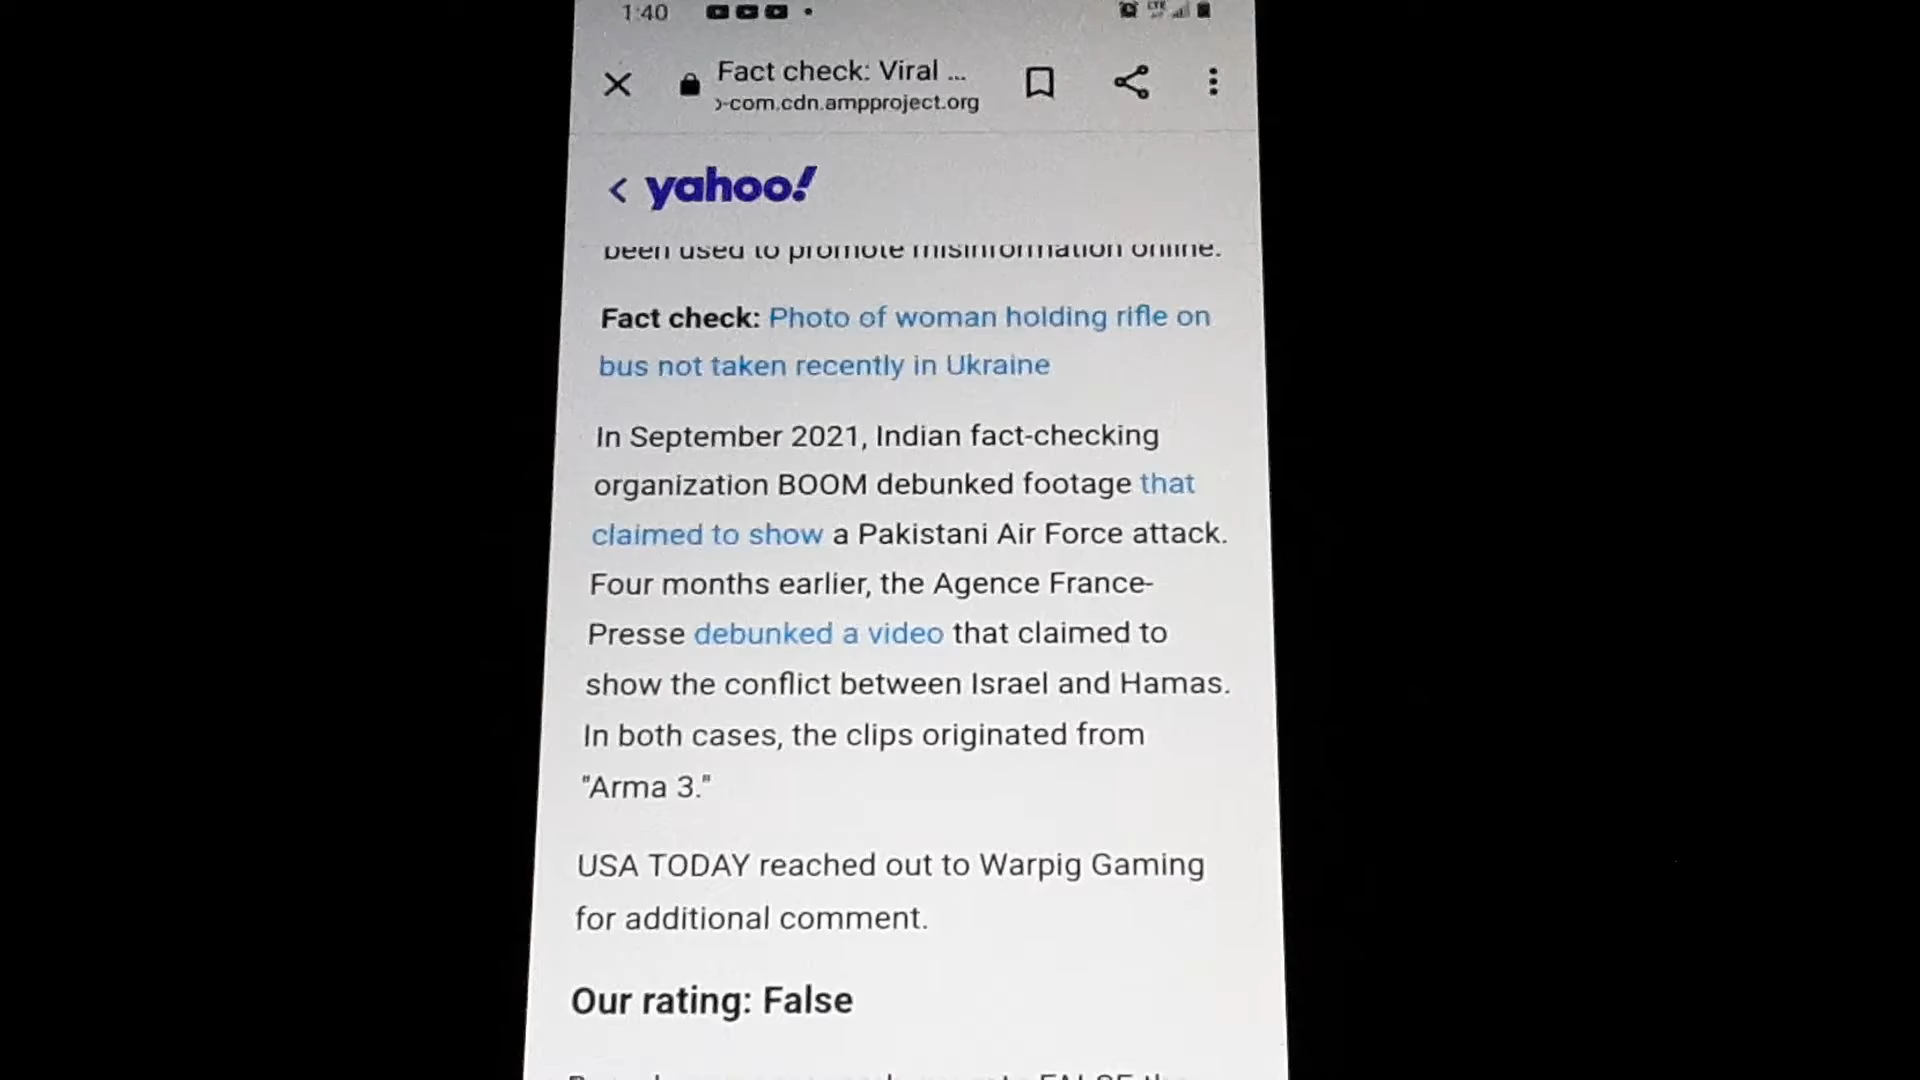 1:40
Fact check: Viral ...
-com.cdn.ampproject.org
< yahoo!
been used to promote misinformation online.
Fact check: Photo of woman holding rifle on
bus not taken recently in Ukraine
In September 2021, Indian fact-checking
organization BOOM debunked footage that
claimed to show a Pakistani Air Force attack.
Four months earlier, the Agence France-
Presse debunked a video that claimed to
show the conflict between Israel and Hamas.
In both cases, the clips originated from
"Arma 3."
USA TODAY reached out to Warpig Gaming
for additional comment.
Our rating: False